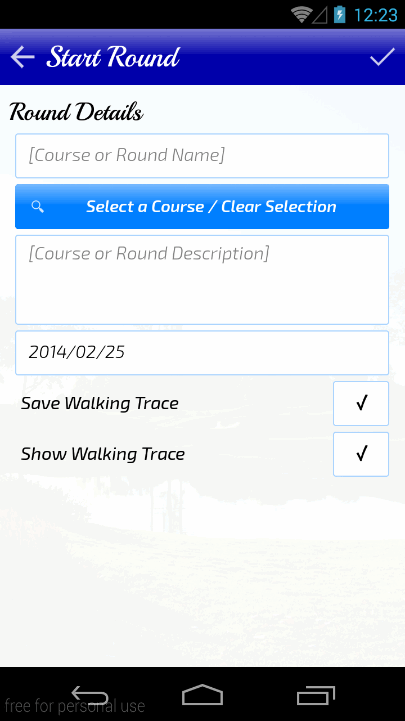 12:23
Start Round
Round Details
[Course or Round Name]
Select a Course / Clear Selection
[Course or Round Description]
2014/02/25
Save Walking Trace √
Show Walking Trace √
free for personal use